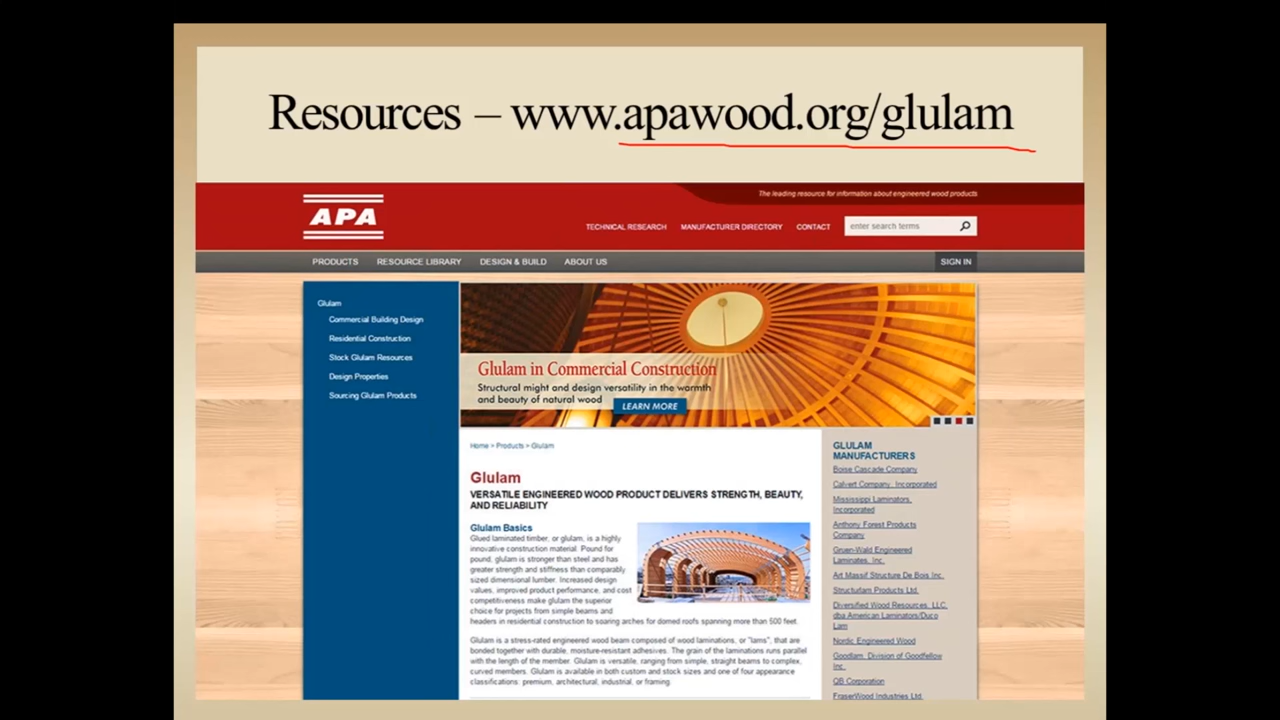 Resources – www.apawood.org/glulam
The leading resource for information about engineered wood products
APA
TECHNICAL RESEARCH MANUFACTURER DIRECTORY CONTACT enter search terms
PRODUCTS RESOURCE LIBRARY DESIGN & BUILD ABOUT US SIGN IN
Glulam
Commercial Building Design
Residential Construction
Stock Glulam Resources
Design Properties
Sourcing Glulam Products
Glulam in Commercial Construction
Structural might and design versatility in the warmth
and beauty of natural wood LEARN MORE
Home > Products > Glulam
Glulam
VERSATILE ENGINEERED WOOD PRODUCT DELIVERS STRENGTH, BEAUTY,
AND RELIABILITY
Glulam Basics
Glued laminated timber, or glulam, is a highly
innovative construction material. Pound for
pound, glulam is stronger than steel and has
greater strength and stiffness than comparably
sized dimensional lumber. Increased design
values, improved product performance, and cost
competitiveness make glulam the superior
choice for projects from simple beams and
headers in residential construction to soaring arches for domed roofs spanning more than 500 feet.
Glulam is a stress-rated engineered wood beam composed of wood laminations, or "lams", that are
bonded together with durable, moisture-resistant adhesives. The grain of the laminations runs parallel
with the length of the member. Glulam is versatile, ranging from simple, straight beams to complex,
curved members. Glulam is available in both custom and stock sizes and one of four appearance
classifications: premium, architectural, industrial, or framing.
GLULAM
MANUFACTURERS
Boise Cascade Company
Calvert Company, Incorporated
Mississippi Laminators,
Incorporated
Anthony Forest Products
Company
Gruen-Wald Engineered
Laminates, Inc.
Art Massif Structure De Bois Inc.
Structurlam Products Ltd.
Diversified Wood Resources, LLC,
dba American Laminators/Duco
Lam
Nordic Engineered Wood
Goodlam, Division of Goodfellow
Inc.
QB Corporation
FraserWood Industries Ltd.